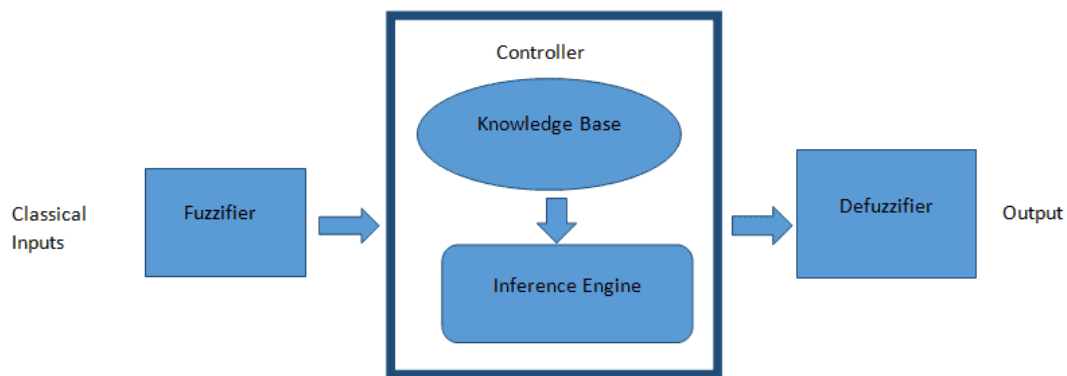 Classical
Inputs
Fuzzifier
Controller
Knowledge Base
Inference Engine
Defuzzifier
Output